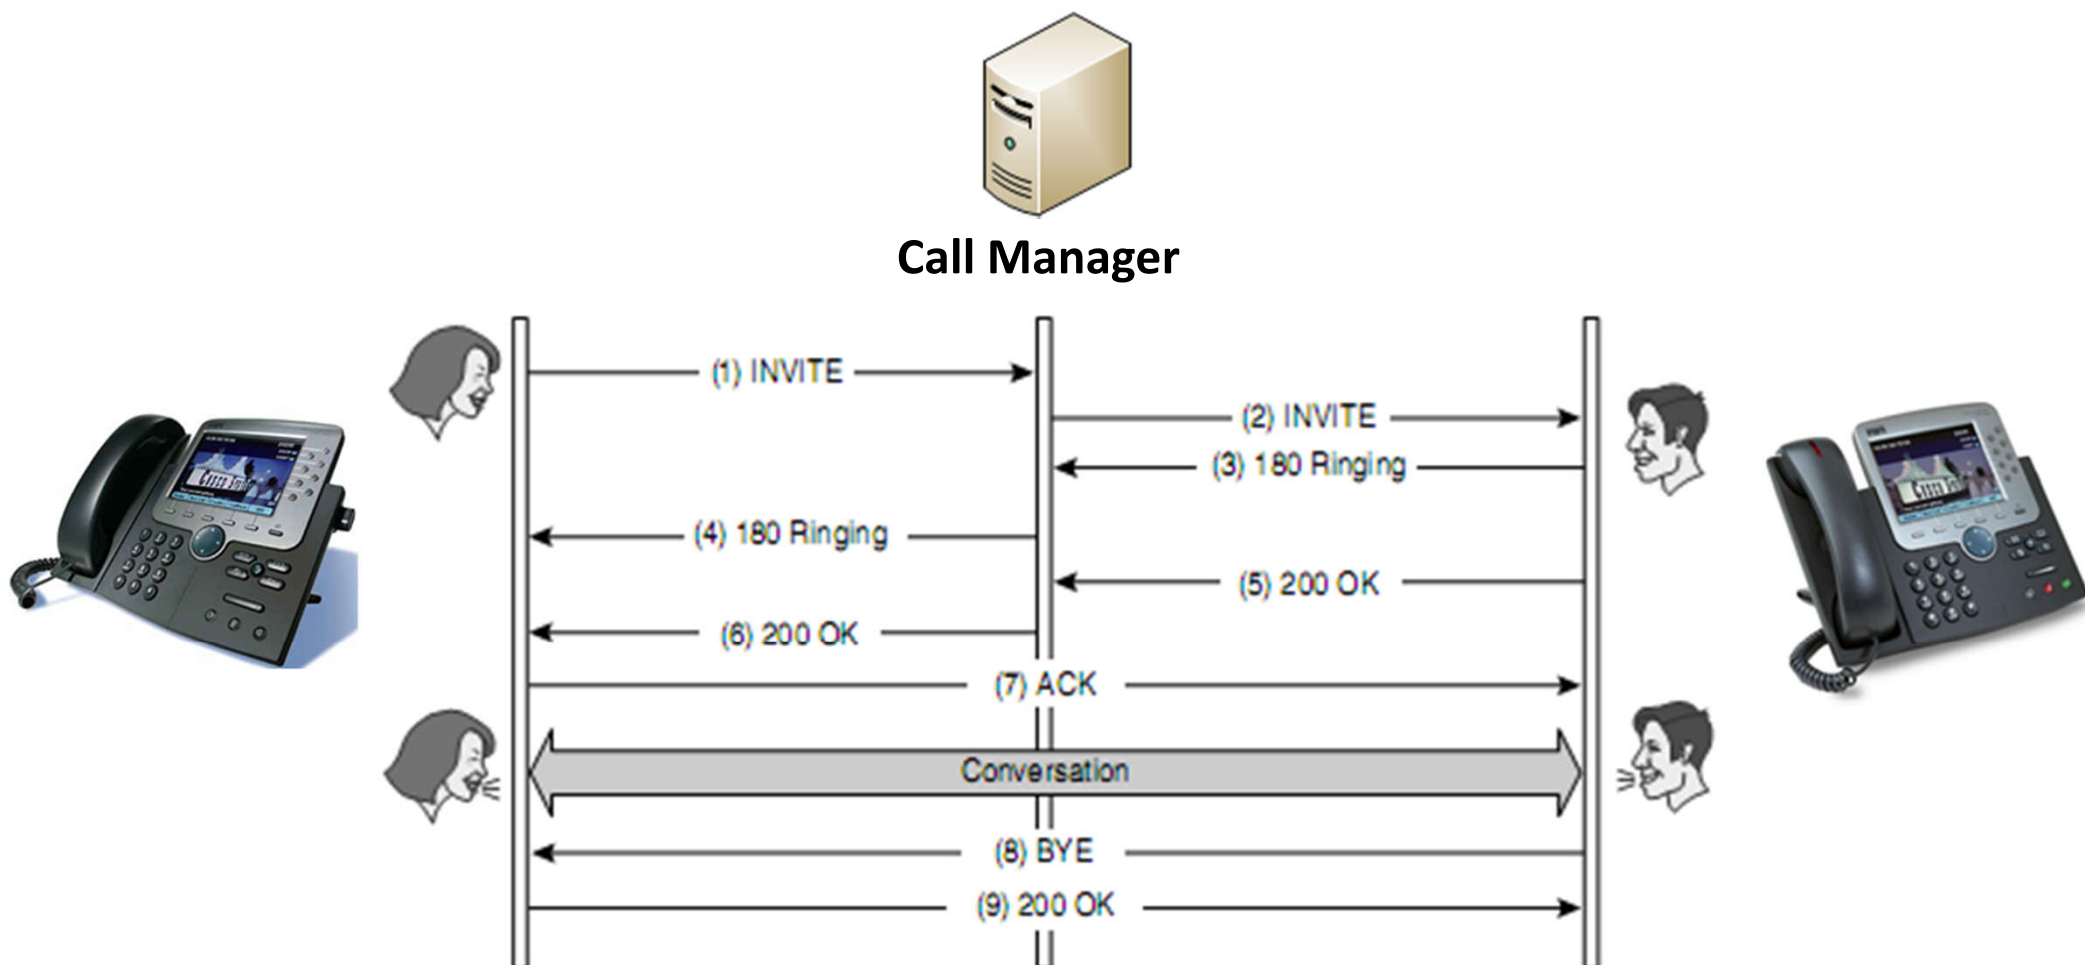 Call Manager
(1) INVITE
(2) INVITE
(3) 180 Ringing
(4) 180 Ringing
(5) 200 OK
(6) 200 OK
(7) ACK
Conversation
(8) BYE
(9) 200 OK